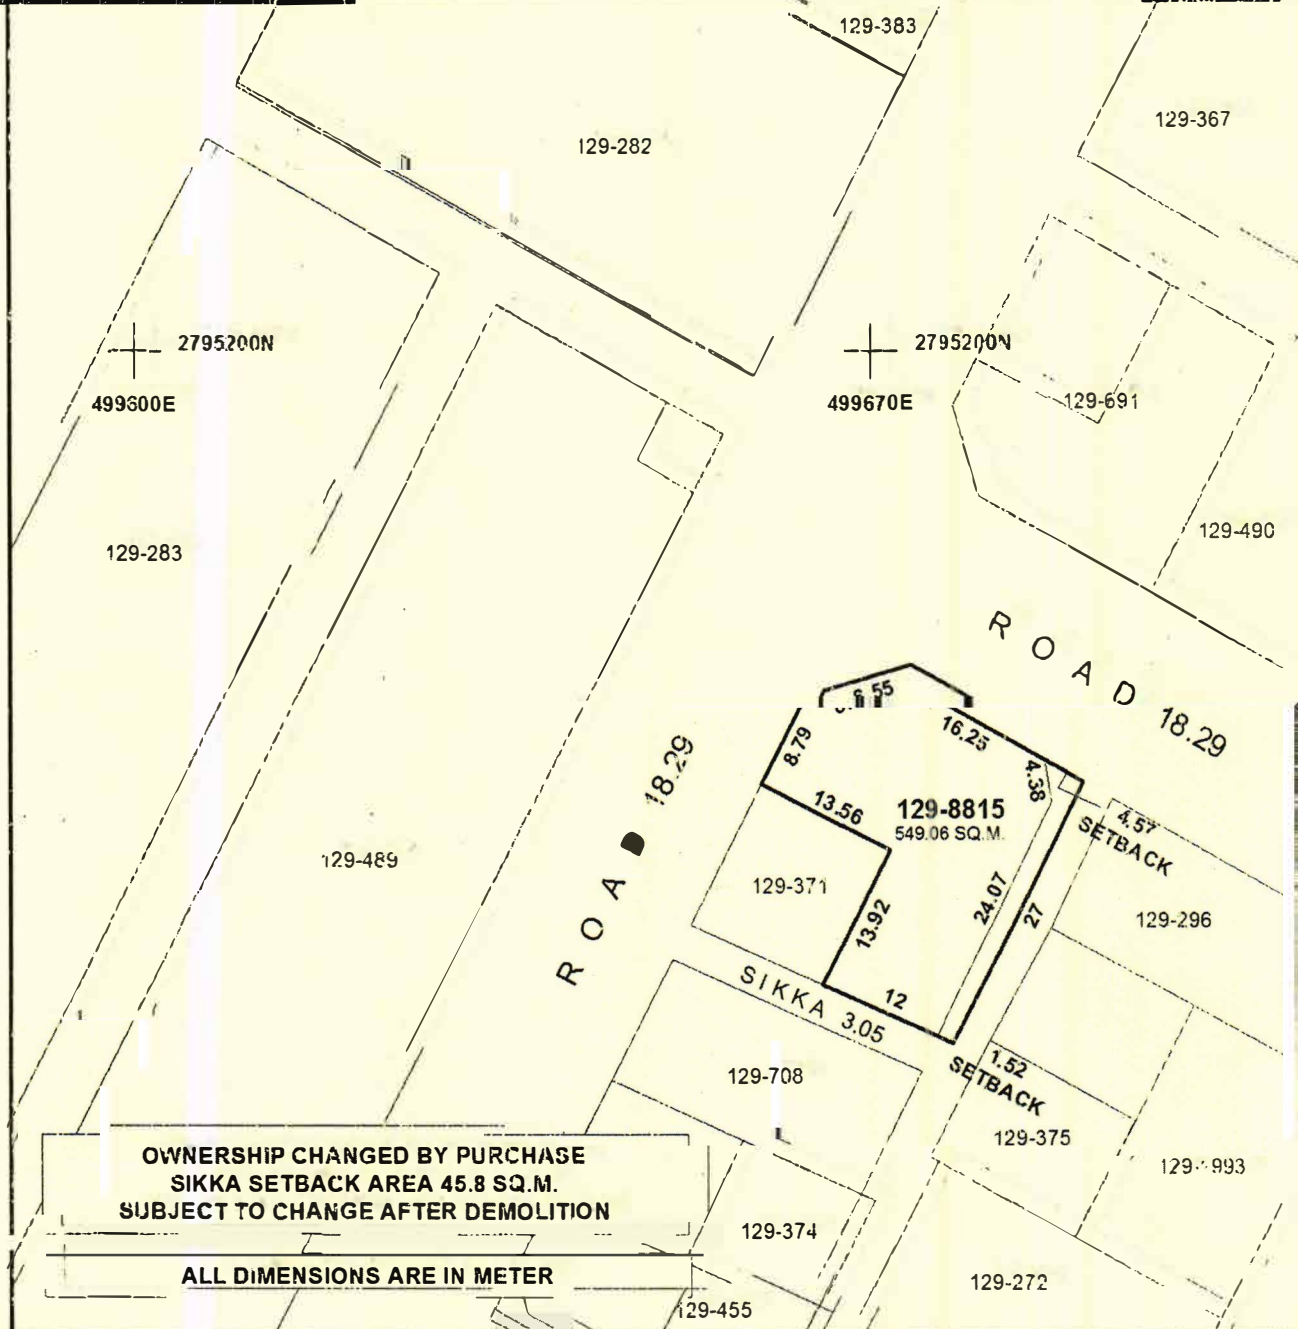 129-383
129-367
129-282
2795200N
499600E
2795200N
499670E
129-691
129-490
129-283
ROAD 18.29
6.55
16.25
8.79
4.38
13.56
129-8815
549.06 SQ.M.
4.57
SETBACK
ROAD 18.29
129-489
129-371
13.92
24.07
27
129-296
SIKKA 3.05
12
1.52
SETBACK
129-708
129-375
129-374
129-272
129-455
OWNERSHIP CHANGED BY PURCHASE
SIKKA SETBACK AREA 45.8 SQ.M.
SUBJECT TO CHANGE AFTER DEMOLITION
ALL DIMENSIONS ARE IN METER